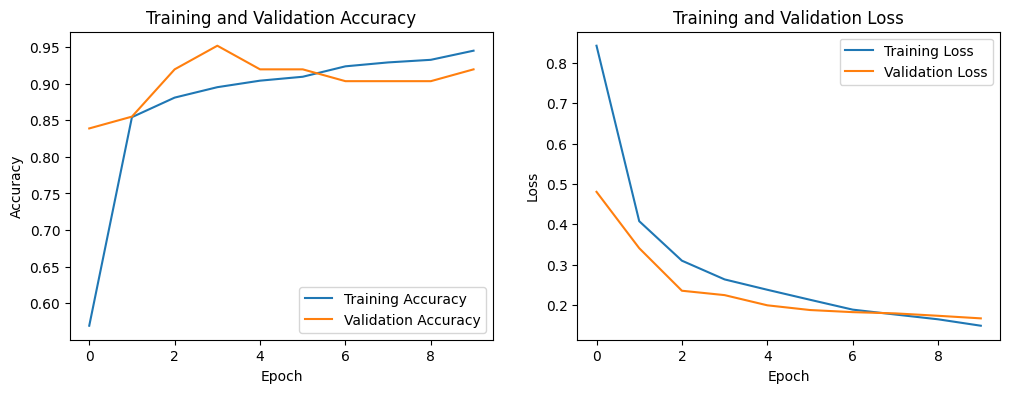 Training and Validation Accuracy
Accuracy
0.95
0.90
0.85
0.80
0.75
0.70
0.65
0.60
Training Accuracy
Validation Accuracy
0 2 4 6 8
Epoch
Training and Validation Loss
Loss
0.8
0.7
0.6
0.5
0.4
0.3
0.2
Training Loss
Validation Loss
0 2 4 6 8
Epoch